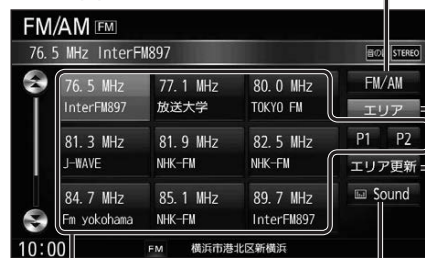 FM/AM FM
76.5 MHz InterFM897
STEREO
76.5 MHz 77.1 MHz 80.0 MHz FM/AM
InterFM897 放送大学 TOKYO FM エリア
81.3 MHz 81.9 MHz 82.5 MHz P1 P2
J-WAVE NHK-FM NHK-FM エリア更新
84.7 MHz 85.1 MHz 89.7 MHz Sound
Fm yokohama NHK-FM InterFM897
10:00 FM 横浜市港北区新横浜